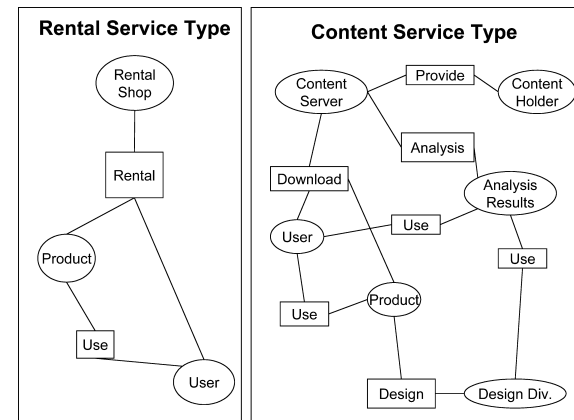 Rental Service Type
Rental
Shop
Rental
Product
Use
User
Content Service Type
Content
Server
Provide
Content
Holder
Analysis
Download
Analysis
Results
User
Use
Use
Use
Product
Design
Design Div.